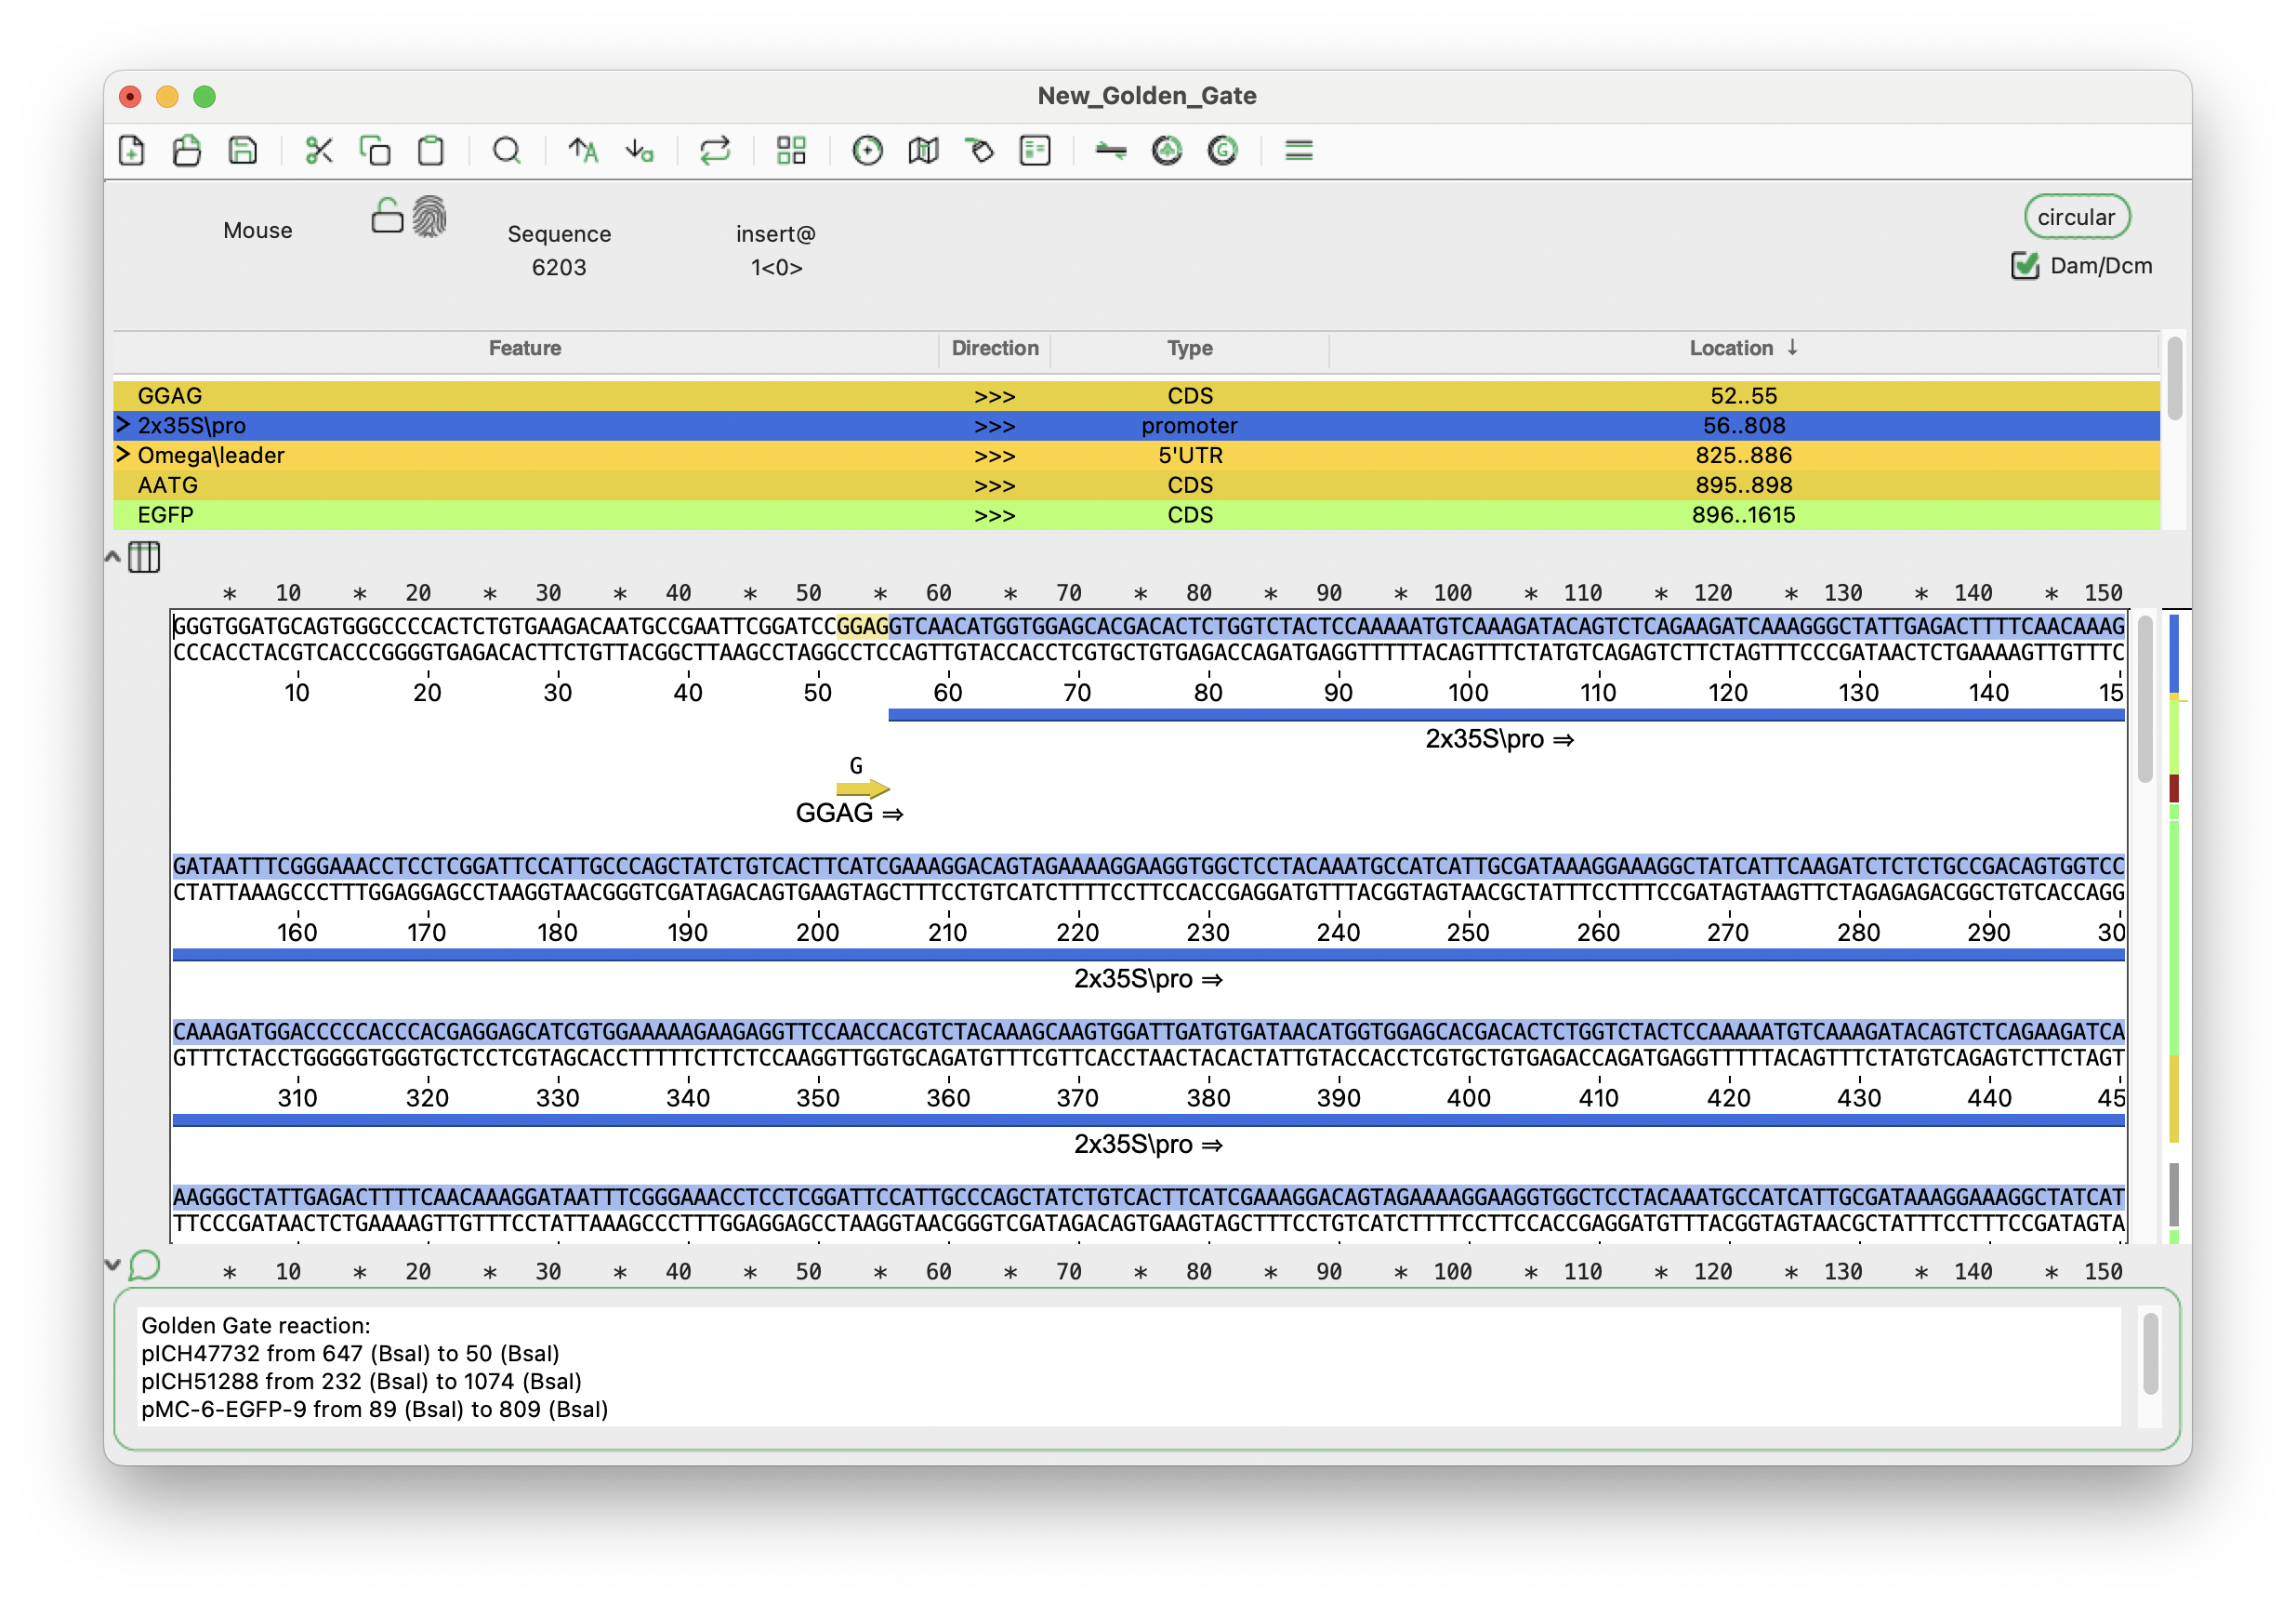 New_Golden_Gate
Mouse
Sequence
6203
insert@
1<0>
circular
Dam/Dcm
Feature Direction Type Location ↓
GGAG >>> CDS 52..55
> 2x35S\pro >>> promoter 56..808
> Omega\leader >>> 5'UTR 825..886
AATG >>> CDS 895..898
EGFP >>> CDS 896..1615
* 10 * 20 * 30 * 40 * 50 * 60 * 70 * 80 * 90 * 100 * 110 * 120 * 130 * 140 * 150
GGGTGGATGCAGTGGGCCCCACTCTGTGAAGACAATGCCGAATTCGGATCCGGAGGTCAACATGGTGGAGCACGACACTCTGGTCTACTCCAAAAATGTCAAAGATACAGTCTCAGAAGATCAAAGGGCTATTGAGACTTTTCAACAAAG
CCCACCTACGTCACCCGGGGTGAGACACTTCTGTTACGGCTTAAGCCTAGGCCTCCAGTTGTACCACCTCGTGCTGTGAGACCAGATGAGGTTTTTACAGTTTCTATGTCAGAGTCTTCTAGTTTCCCGATAACTCTGAAAAGTTGTTTC
10 20 30 40 50 60 70 80 90 100 110 120 130 140 15
2x35S\pro ⇒
G
GGAG ⇒
GATAATTTCGGGAAACCTCCTCGGATTCCATTGCCCAGCTATCTGTCACTTCATCGAAAGGACAGTAGAAAAGGAAGGTGGCTCCTACAAATGCCATCATTGCGATAAAGGAAAGGCTATCATTCAAGATCTCTCTGCCGACAGTGGTCC
CTATTAAAGCCCTTTGGAGGAGCCTAAGGTAACGGGTCGATAGACAGTGAAGTAGCTTTCCTGTCATCTTTTCCTTCCACCGAGGATGTTTACGGTAGTAACGCTATTTCCTTTCCGATAGTAAGTTCTAGAGAGACGGCTGTCACCAGG
160 170 180 190 200 210 220 230 240 250 260 270 280 290 30
2x35S\pro ⇒
CAAAGATGGACCCCCACCCACGAGGAGCATCGTGGAAAAAGAAGAGGTTCCAACCACGTCTACAAAGCAAGTGGATTGATGTGATAACATGGTGGAGCACGACACTCTGGTCTACTCCAAAAATGTCAAAGATACAGTCTCAGAAGATCA
GTTTCTACCTGGGGGTGGGTGCTCCTCGTAGCACCTTTTTCTTCTCCAAGGTTGGTGCAGATGTTTCGTTCACCTAACTACACTATTGTACCACCTCGTGCTGTGAGACCAGATGAGGTTTTTACAGTTTCTATGTCAGAGTCTTCTAGT
310 320 330 340 350 360 370 380 390 400 410 420 430 440 45
2x35S\pro ⇒
AAGGGCTATTGAGACTTTTCAACAAAGGATAATTTCGGGAAACCTCCTCGGATTCCATTGCCCAGCTATCTGTCACTTCATCGAAAGGACAGTAGAAAAGGAAGGTGGCTCCTACAAATGCCATCATTGCGATAAAGGAAAGGCTATCAT
TTCCCGATAACTCTGAAAAGTTGTTTCCTATTAAAGCCCTTTGGAGGAGCCTAAGGTAACGGGTCGATAGACAGTGAAGTAGCTTTCCTGTCATCTTTTCCTTCCACCGAGGATGTTTACGGTAGTAACGCTATTTCCTTTCCGATAGTA
* 10 * 20 * 30 * 40 * 50 * 60 * 70 * 80 * 90 * 100 * 110 * 120 * 130 * 140 * 150
Golden Gate reaction:
pICH47732 from 647 (BsaI) to 50 (BsaI)
pICH51288 from 232 (BsaI) to 1074 (BsaI)
pMC-6-EGFP-9 from 89 (BsaI) to 809 (BsaI)